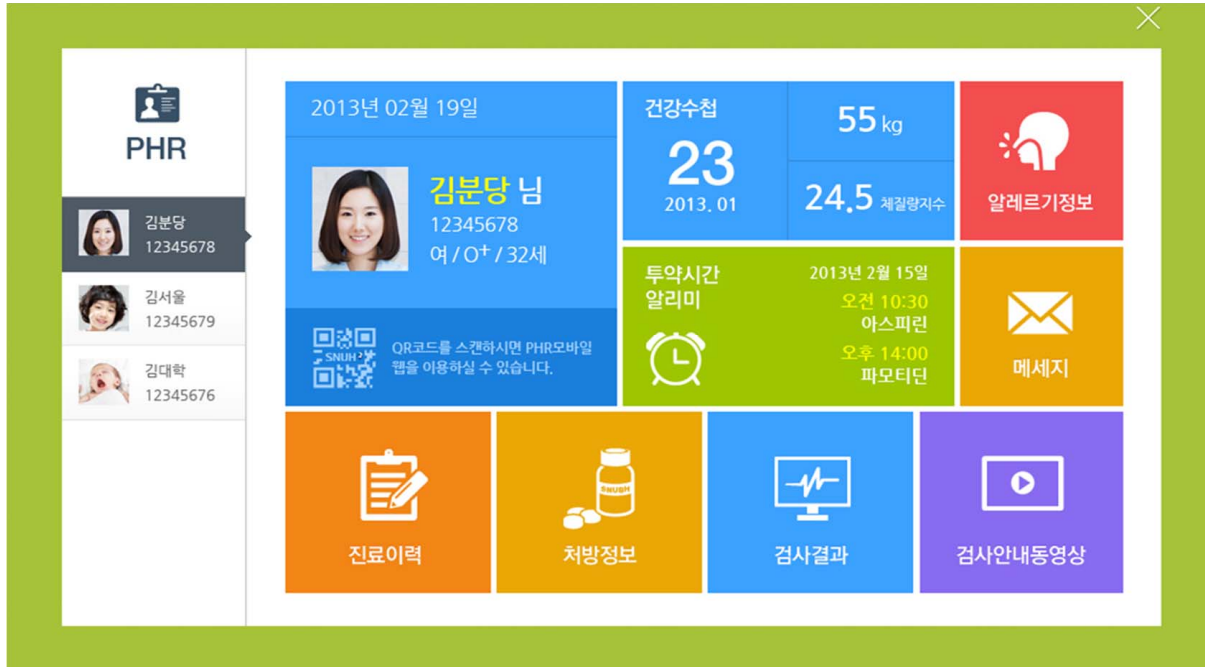 PHR
김분당
12345678
김서울
12345679
김대학
12345676
2013년 02월 19일
김분당 님
12345678
여 / O+ / 32세
SNUH
QR코드를 스캔하시면 PHR모바일
웹을 이용하실 수 있습니다.
건강수첩
23
2013. 01
55 kg
24.5 체질량지수
알레르기정보
투약시간
알리미
2013년 2월 15일
오전 10:30
아스피린
오후 14:00
파모티딘
메세지
진료이력
SNUBH
처방정보
검사결과
검사안내동영상